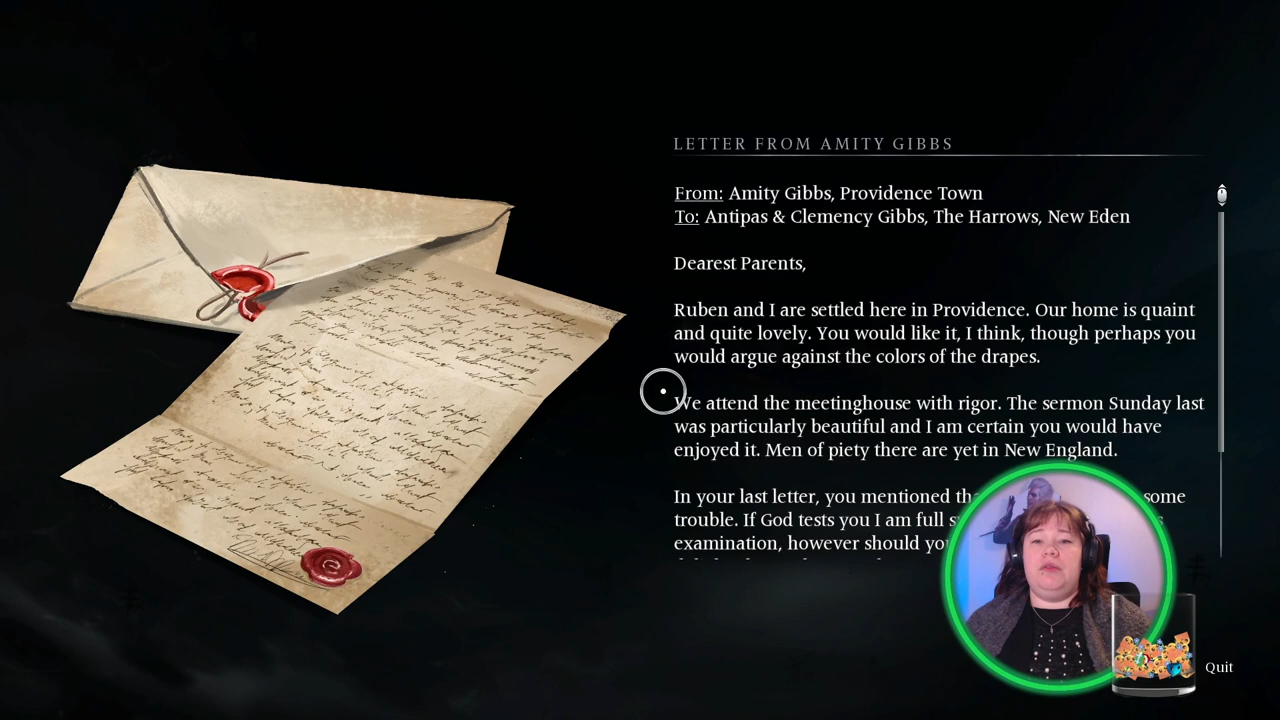 LETTER FROM AMITY GIBBS
From: Amity Gibbs, Providence Town
To: Antipas & Clemency Gibbs, The Harrows, New Eden
Dearest Parents,
Ruben and I are settled here in Providence. Our home is quaint
and quite lovely. You would like it, I think, though perhaps you
would argue against the colors of the drapes.
We attend the meetinghouse with rigor. The sermon Sunday last
was particularly beautiful and I am certain you would have
enjoyed it. Men of piety there are yet in New England.
In your last letter, you mentioned some
trouble. If God tests you I am full
examination, however should
Quit